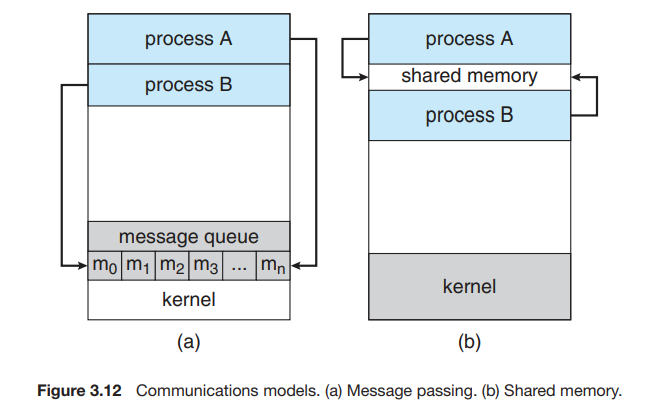 process A
process B
message queue
m0 m1 m2 m3 ... mn
kernel
(a)
process A
shared memory
process B
kernel
(b)
Figure 3.12 Communications models. (a) Message passing. (b) Shared memory.